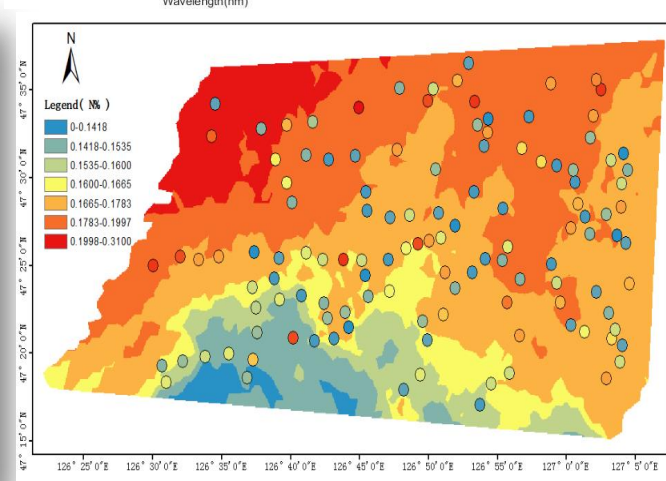 Wavelength(nm)
N
Legend( N% )
0-0.1418
0.1418-0.1535
0.1535-0.1600
0.1600-0.1665
0.1665-0.1783
0.1783-0.1997
0.1998-0.3100
47° 35′ 0″N
47° 30′ 0″N
47° 25′ 0″N
47° 20′ 0″N
47° 15′ 0″N
126° 25′0″E
126° 30′0″E
126° 35′0″E
126° 40′0″E
126° 45′0″E
126° 50′0″E
126° 55′0″E
127° 0′0″E
127° 5′0″E